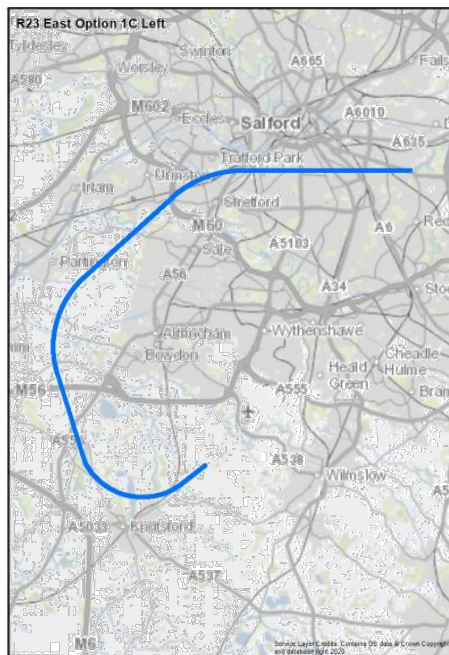 R23 East Option 1C Left
Tyldesley
Swinton
A665
Worsley
A580
M602
A6010
Eccles
Salford
A635
Trafford Park
Urmston
Irlam
Stretford
M60
A6
Sale
A5103
Partington
A56
A34
Altrincham
Wythenshawe
Bowdon
Cheadle
Heald
Hulme
Green
M56
A555
A538
Wilmslow
A5033
Knutsford
A537
M6
Service Layer Credits: Contains OS data © Crown Copyright
and database right 2020